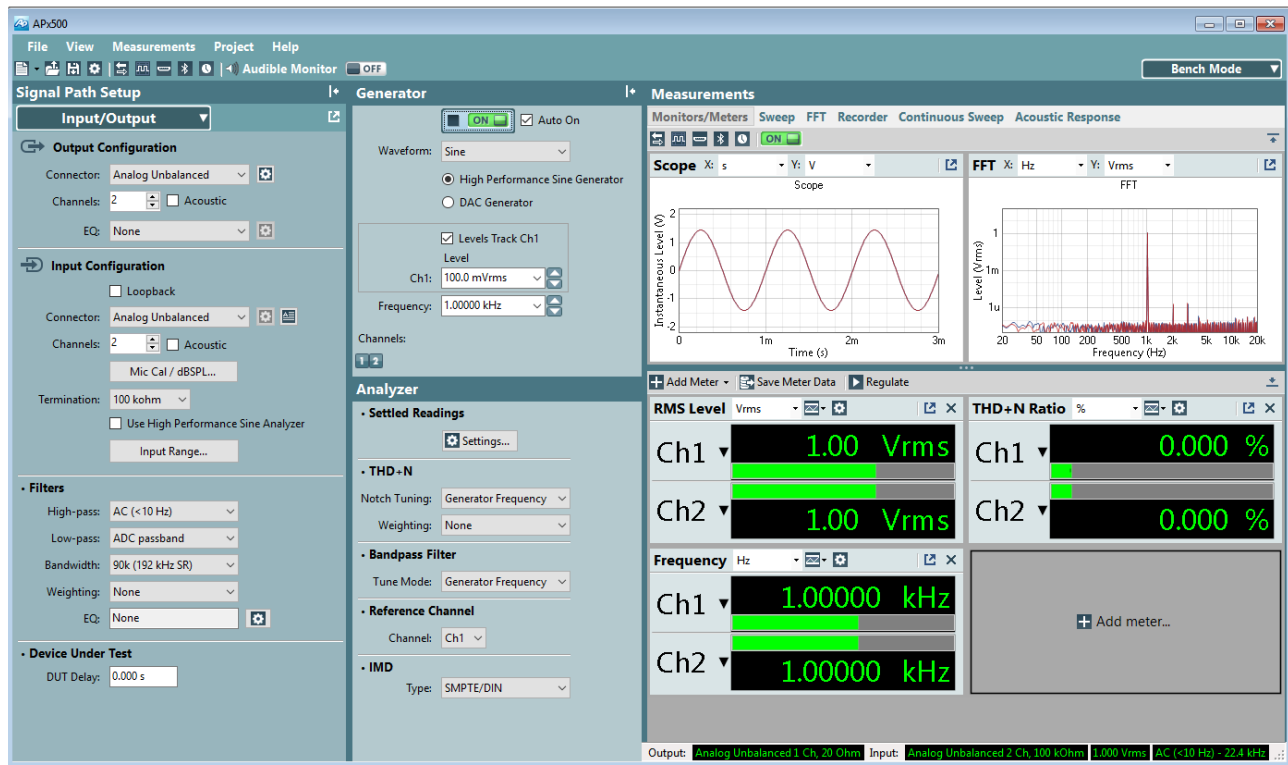 APx500
File View Measurements Project Help
Audible Monitor OFF
Bench Mode
Signal Path Setup
Input/Output
Output Configuration
Connector: Analog Unbalanced
Channels: 2 Acoustic
EQ: None
Input Configuration
Loopback
Connector: Analog Unbalanced
Channels: 2 Acoustic
Mic Cal / dBSPL...
Termination: 100 kohm
Use High Performance Sine Analyzer
Input Range...
Filters
High-pass: AC (<10 Hz)
Low-pass: ADC passband
Bandwidth: 90k (192 kHz SR)
Weighting: None
EQ: None
Device Under Test
DUT Delay: 0.000 s
Generator
ON Auto On
Waveform: Sine
High Performance Sine Generator
DAC Generator
Levels Track Ch1
Level
Ch1: 100.0 mVrms
Frequency: 1.00000 kHz
Channels:
1 2
Analyzer
Settled Readings
Settings...
THD+N
Notch Tuning: Generator Frequency
Weighting: None
Bandpass Filter
Tune Mode: Generator Frequency
Reference Channel
Channel: Ch1
IMD
Type: SMPTE/DIN
Measurements
Monitors/Meters Sweep FFT Recorder Continuous Sweep Acoustic Response
ON
Scope X: s Y: V
Scope
Instantaneous Level (V)
2
1
0
-1
-2
0 1m 2m 3m
Time (s)
FFT X: Hz Y: Vrms
FFT
Level (Vrms)
1
1m
1u
20 50 100 200 500 1k 2k 5k 10k 20k
Frequency (Hz)
Add Meter Save Meter Data Regulate
RMS Level Vrms
Ch1 1.00 Vrms
Ch2 1.00 Vrms
THD+N Ratio %
Ch1 0.000 %
Ch2 0.000 %
Frequency Hz
Ch1 1.00000 kHz
Ch2 1.00000 kHz
Add meter...
Output: Analog Unbalanced 1 Ch, 20 Ohm Input: Analog Unbalanced 2 Ch, 100 kOhm 1.000 Vrms AC (<10 Hz) - 22.4 kHz